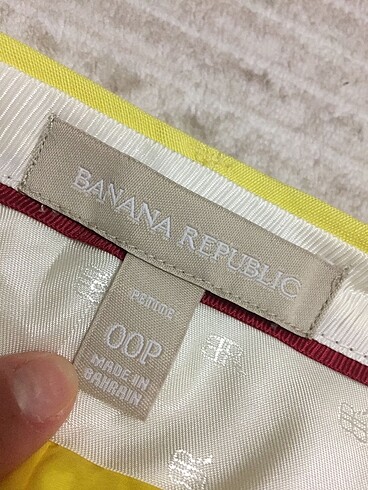 BANANA REPUBLIC
PETITE
00P
MADE IN
BAHRAIN